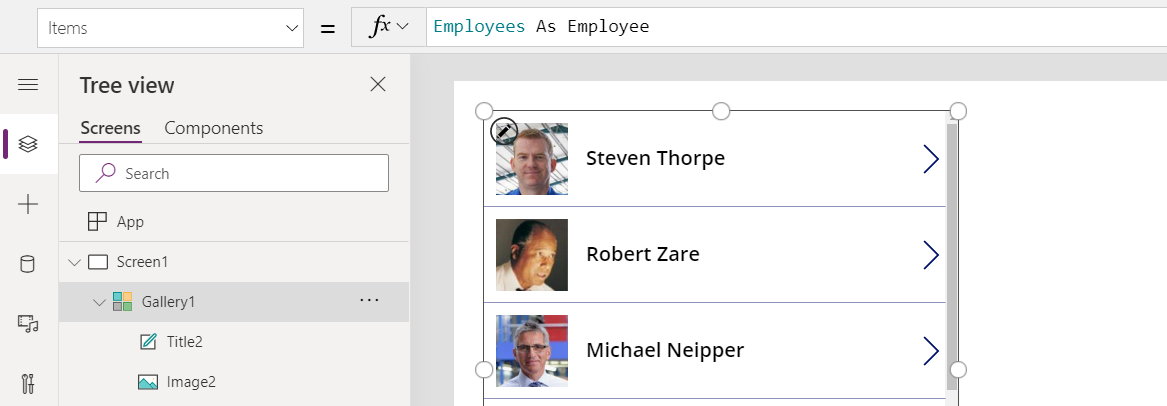 Items = fx Employees As Employee
Tree view
Screens Components
Search
App
Screen1
Gallery1
Title2
Image2
Steven Thorpe
Robert Zare
Michael Neipper